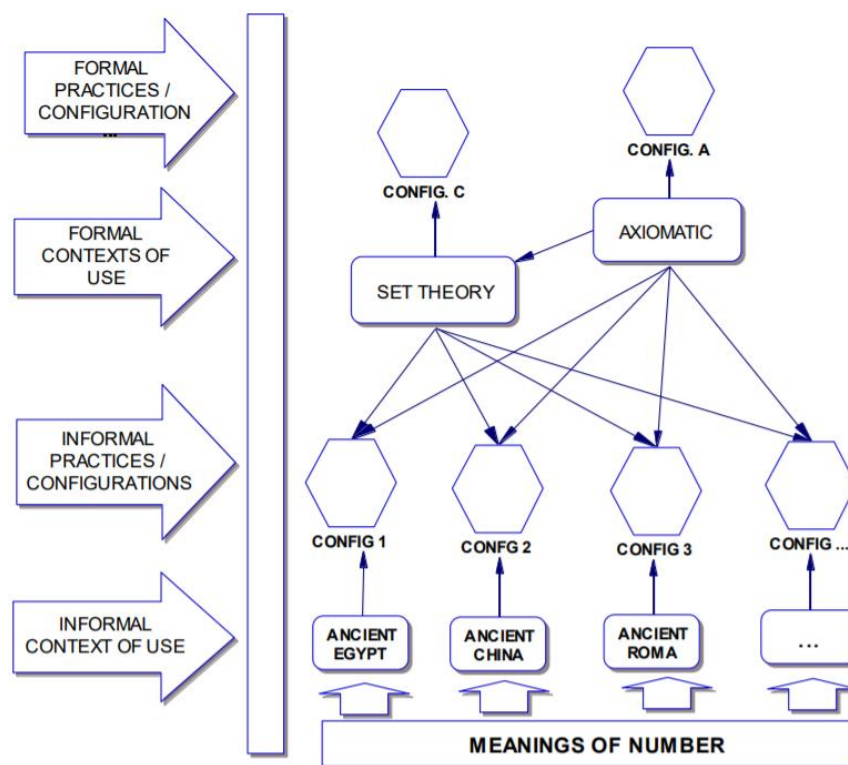 FORMAL
PRACTICES /
CONFIGURATION
...
CONFIG. C
CONFIG. A
FORMAL
CONTEXTS OF
USE
AXIOMATIC
SET THEORY
INFORMAL
PRACTICES /
CONFIGURATIONS
CONFIG 1
CONFG 2
CONFIG 3
CONFIG ...
INFORMAL
CONTEXT OF USE
ANCIENT
EGYPT
ANCIENT
CHINA
ANCIENT
ROMA
...
MEANINGS OF NUMBER